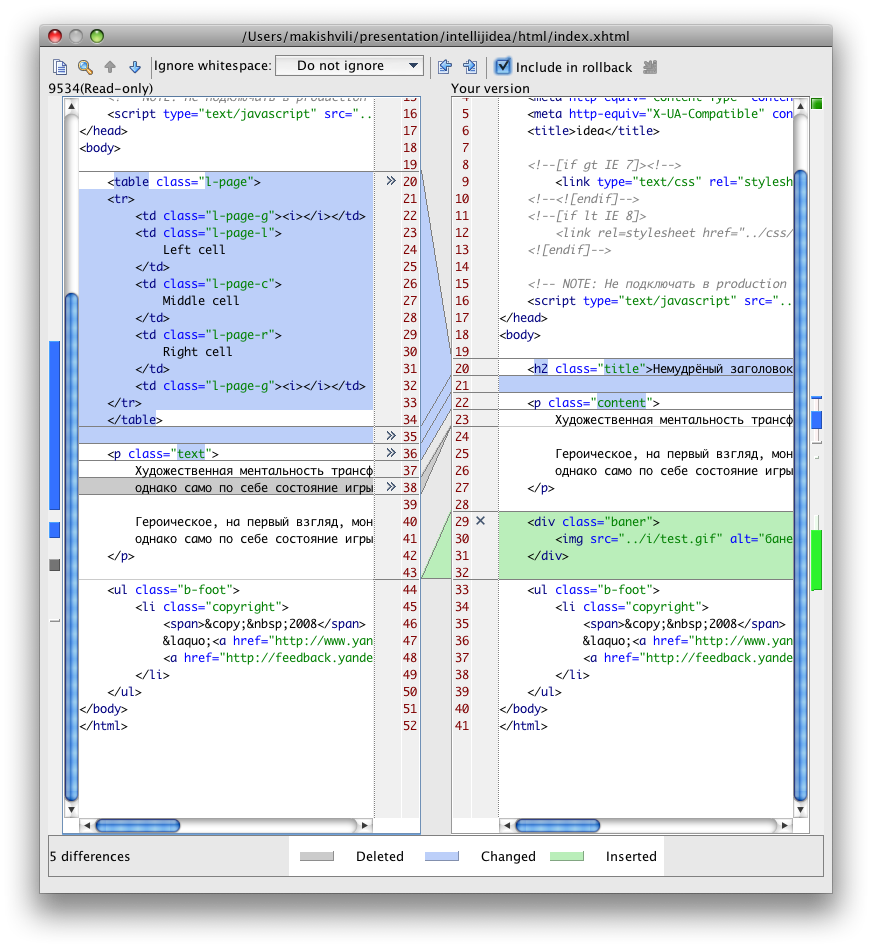 /Users/makishvili/presentation/intellijidea/html/index.xhtml
Ignore whitespace: Do not ignore Include in rollback
9534(Read-only)
16 <script type="text/javascript" src="..
17 </head>
18 <body>
19
20 <table class="l-page">
21 <tr>
22 <td class="l-page-g"><i></i></td>
23 <td class="l-page-l">
24 Left cell
25 </td>
26 <td class="l-page-c">
27 Middle cell
28 </td>
29 <td class="l-page-r">
30 Right cell
31 </td>
32 <td class="l-page-g"><i></i></td>
33 </tr>
34 </table>
35
36 <p class="text">
37 Художественная ментальность трансф
38 однако само по себе состояние игры
39
40 Героическое, на первый взгляд, мон
41 однако само по себе состояние игры
42 </p>
43
44 <ul class="b-foot">
45 <li class="copyright">
46 <span>&copy;&nbsp;2008</span>
47 &laquo;<a href="http://www.yan
48 <a href="http://feedback.yande
49 </li>
50 </ul>
51 </body>
52 </html>
Your version
4 <meta http-equiv="Content-Type" conten
5 <meta http-equiv="X-UA-Compatible" con
6 <title>idea</title>
7
8 <!--[if gt IE 7]><!-->
9 <link type="text/css" rel="stylesh
10 <!--<![endif]-->
11 <!--[if lt IE 8]>
12 <link rel=stylesheet href="../css/
13 <![endif]-->
14
15 <!-- NOTE: Не подключать в production
16 <script type="text/javascript" src="..
17 </head>
18 <body>
19
20 <h2 class="title">Немудрёный заголовок
21
22 <p class="content">
23 Художественная ментальность трансф
24
25 Героическое, на первый взгляд, мон
26 однако само по себе состояние игры
27 </p>
28
29 <div class="baner">
30 <img src="../i/test.gif" alt="бане
31 </div>
32
33 <ul class="b-foot">
34 <li class="copyright">
35 <span>&copy;&nbsp;2008</span>
36 &laquo;<a href="http://www.yan
37 <a href="http://feedback.yande
38 </li>
39 </ul>
40 </body>
41 </html>
5 differences Deleted Changed Inserted